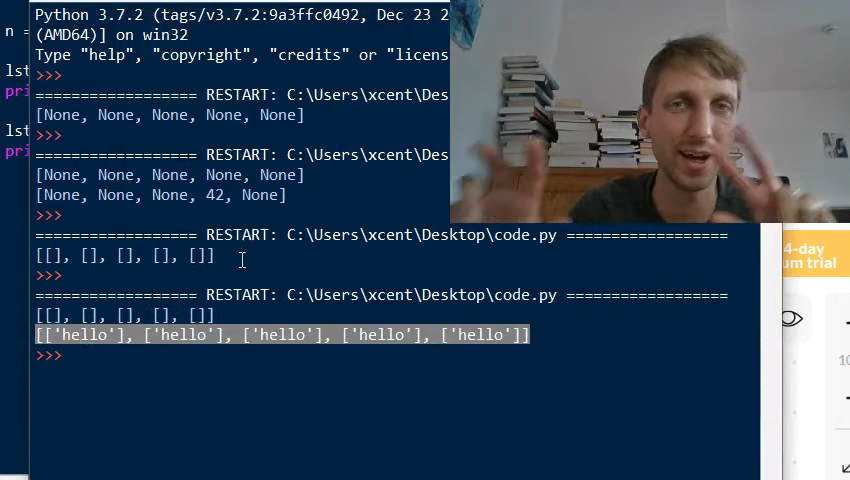 n =
lst
pri
lst
pri
Python 3.7.2 (tags/v3.7.2:9a3ffc0492, Dec 23 2
(AMD64)] on win32
Type "help", "copyright", "credits" or "licens
>>>
================== RESTART: C:\Users\xcent\Des
[None, None, None, None, None]
>>>
================== RESTART: C:\Users\xcent\Des
[None, None, None, None, None]
[None, None, None, 42, None]
>>>
================== RESTART: C:\Users\xcent\Desktop\code.py ==================
[[], [], [], [], []]
>>>
================== RESTART: C:\Users\xcent\Desktop\code.py ==================
[[], [], [], [], []]
[['hello'], ['hello'], ['hello'], ['hello'], ['hello']]
>>>
4-day
um trial
10